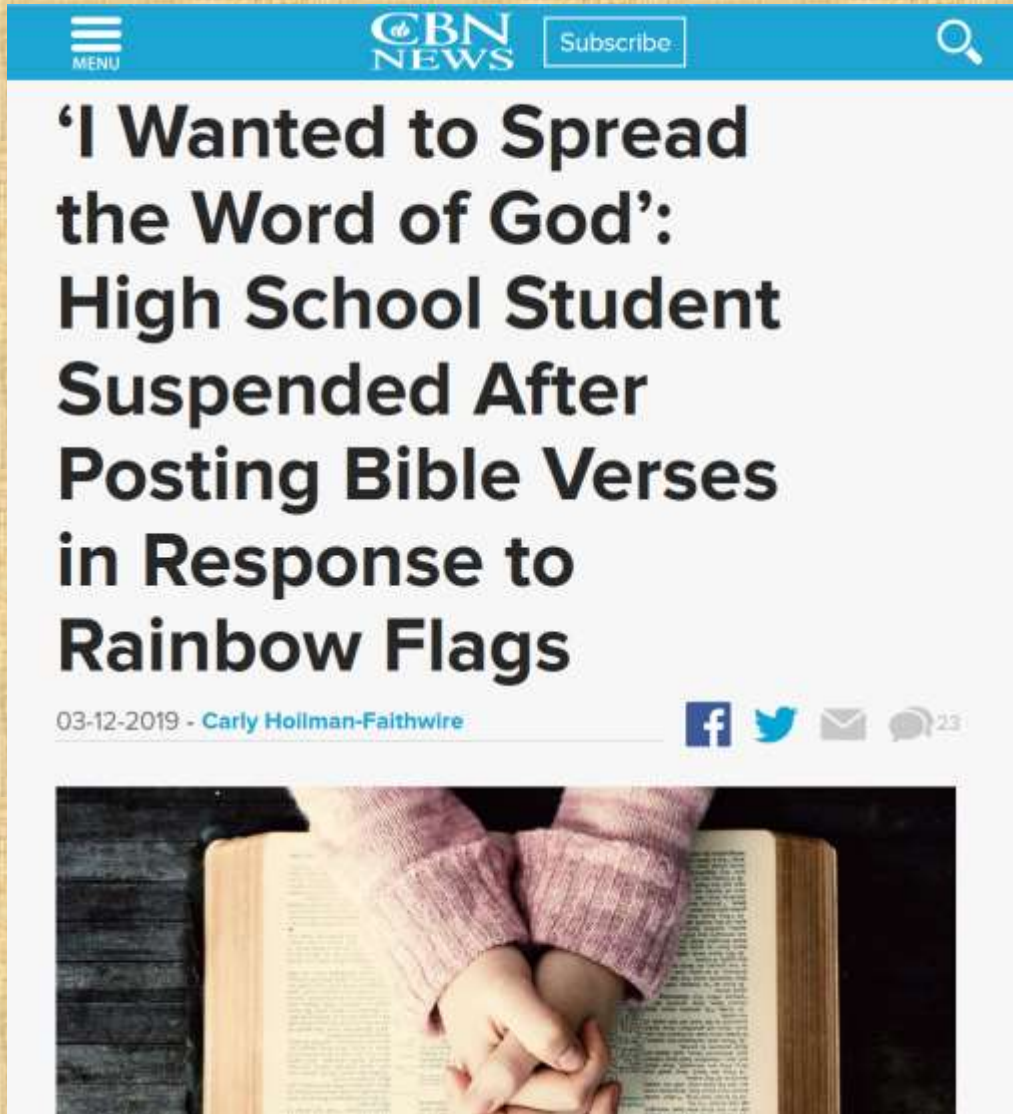 MENU
CBN
NEWS
Subscribe
‘I Wanted to Spread
the Word of God’:
High School Student
Suspended After
Posting Bible Verses
in Response to
Rainbow Flags
03-12-2019 - Carly Hoilman-Faithwire
23